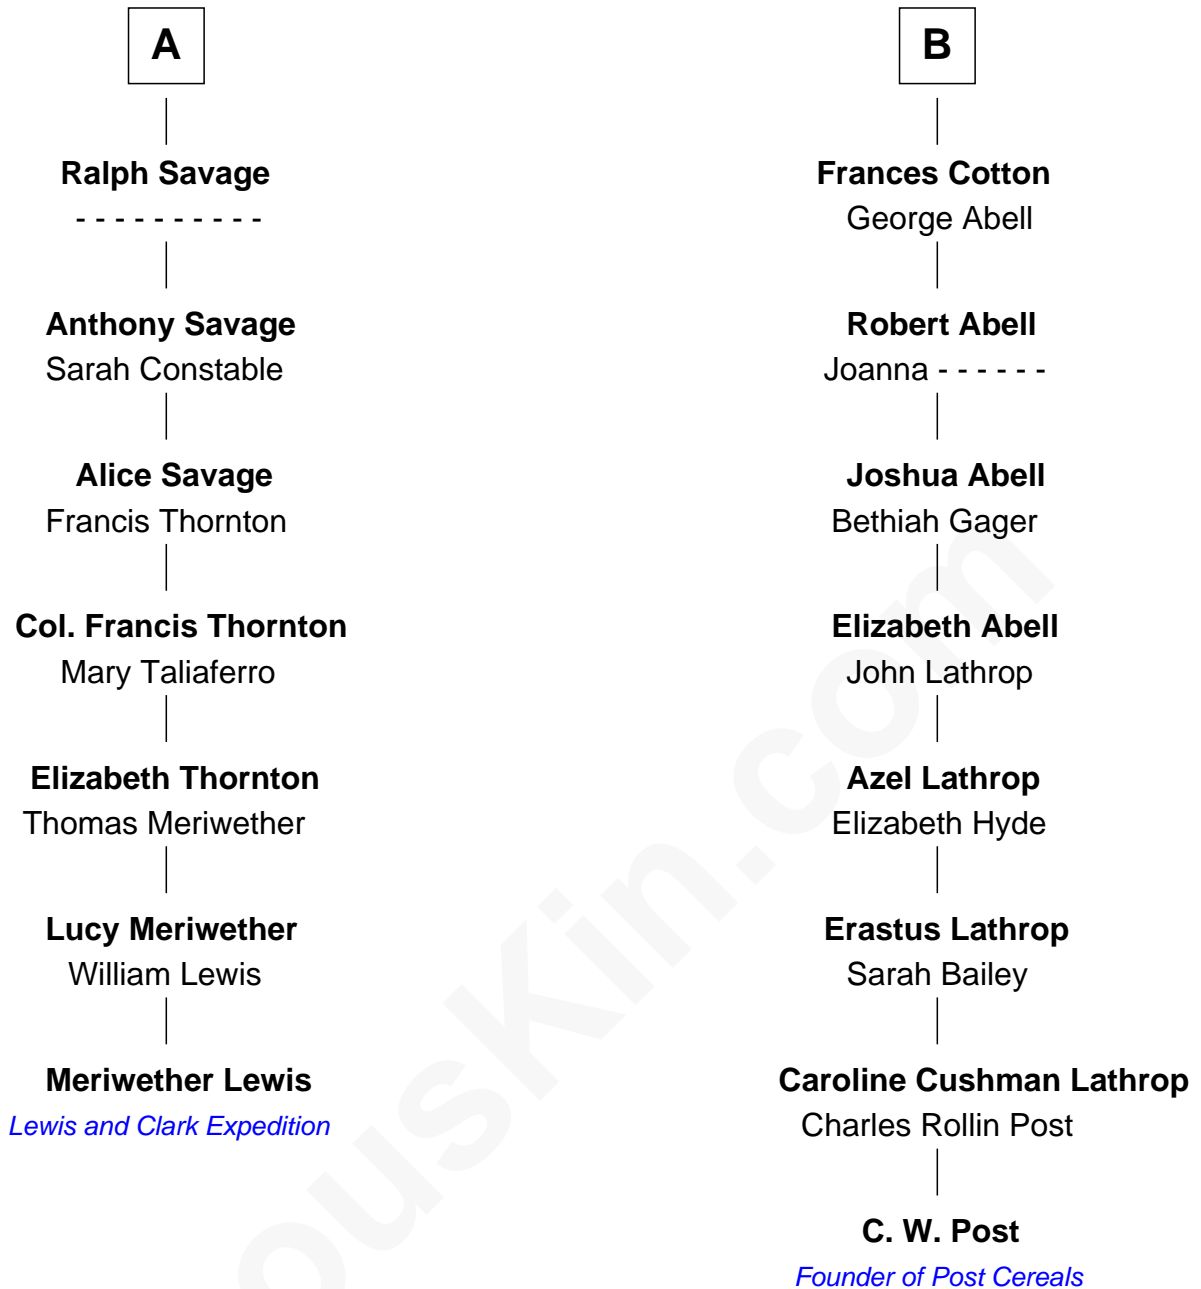 A
Ralph Savage
- - - - - - - - - -
Anthony Savage
Sarah Constable
Alice Savage
Francis Thornton
Col. Francis Thornton
Mary Taliaferro
Elizabeth Thornton
Thomas Meriwether
Lucy Meriwether
William Lewis
Meriwether Lewis
Lewis and Clark Expedition
B
Frances Cotton
George Abell
Robert Abell
Joanna - - - - - -
Joshua Abell
Bethiah Gager
Elizabeth Abell
John Lathrop
Azel Lathrop
Elizabeth Hyde
Erastus Lathrop
Sarah Bailey
Caroline Cushman Lathrop
Charles Rollin Post
C. W. Post
Founder of Post Cereals
ousKin.com